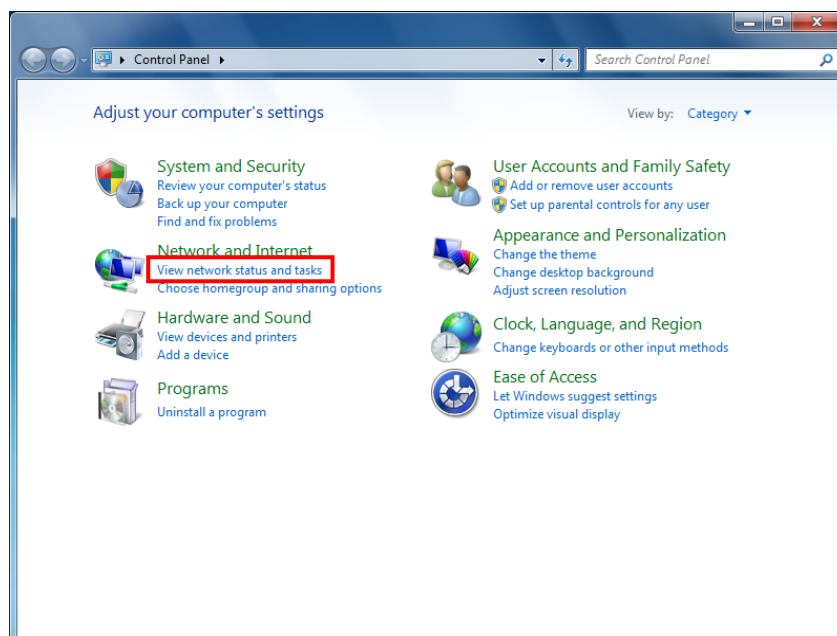 Control Panel
Search Control Panel
Adjust your computer's settings
View by: Category
System and Security
Review your computer's status
Back up your computer
Find and fix problems
Network and Internet
View network status and tasks
Choose homegroup and sharing options
Hardware and Sound
View devices and printers
Add a device
Programs
Uninstall a program
User Accounts and Family Safety
Add or remove user accounts
Set up parental controls for any user
Appearance and Personalization
Change the theme
Change desktop background
Adjust screen resolution
Clock, Language, and Region
Change keyboards or other input methods
Ease of Access
Let Windows suggest settings
Optimize visual display